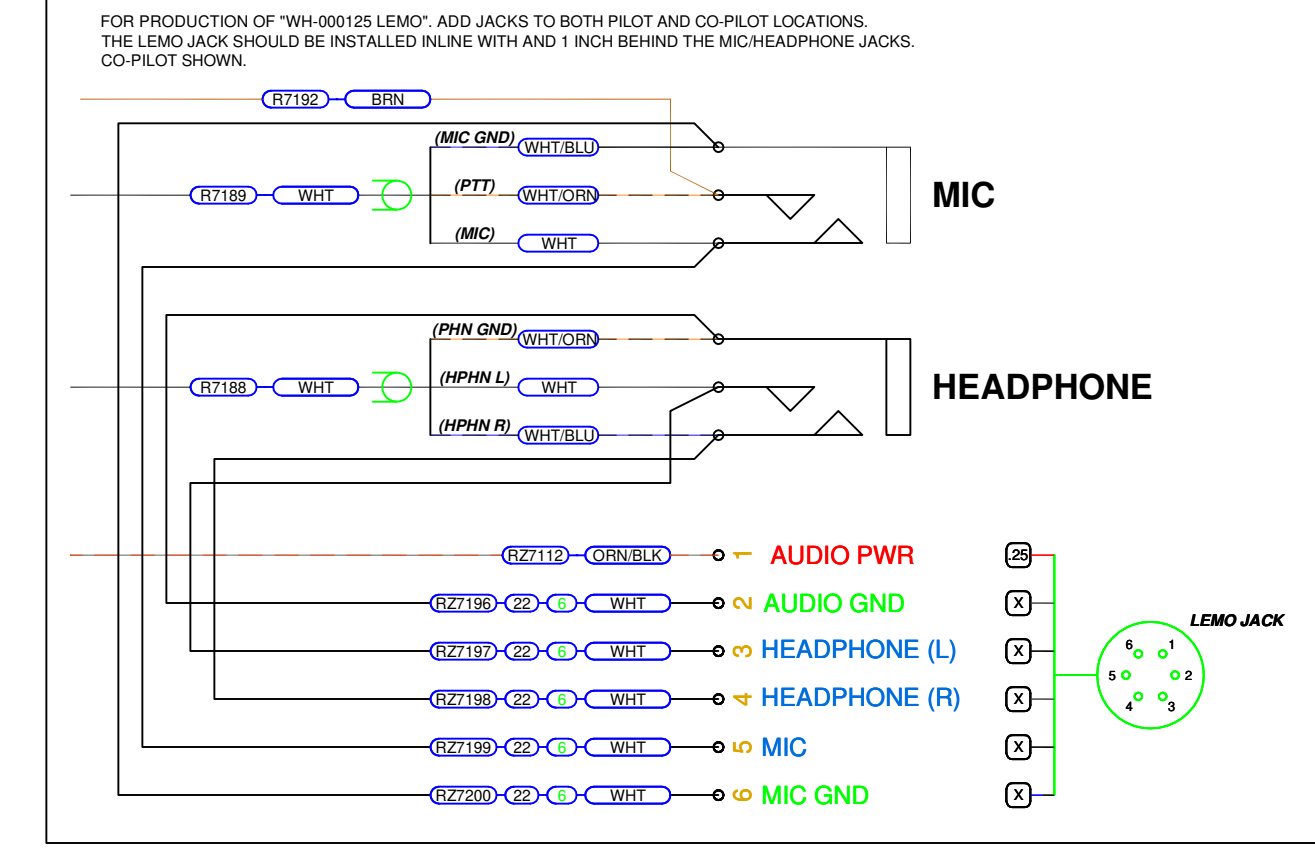 FOR PRODUCTION OF "WH-000125 LEMO". ADD JACKS TO BOTH PILOT AND CO-PILOT LOCATIONS.
THE LEMO JACK SHOULD BE INSTALLED INLINE WITH AND 1 INCH BEHIND THE MIC/HEADPHONE JACKS.
CO-PILOT SHOWN.
R7192 BRN
(MIC GND) WHT/BLU
R7189 WHT (PTT) WHT/ORN MIC
(MIC) WHT
(PHN GND) WHT/ORN
R7188 WHT (HPHN L) WHT HEADPHONE
(HPHN R) WHT/BLU
RZ7112 ORN/BLK 1 AUDIO PWR .25
RZ7196 22 6 WHT 2 AUDIO GND X
LEMO JACK
RZ7197 22 6 WHT 3 HEADPHONE (L) X
6 1
5 2
4 3
RZ7198 22 6 WHT 4 HEADPHONE (R) X
RZ7199 22 6 WHT 5 MIC X
RZ7200 22 6 WHT 6 MIC GND X